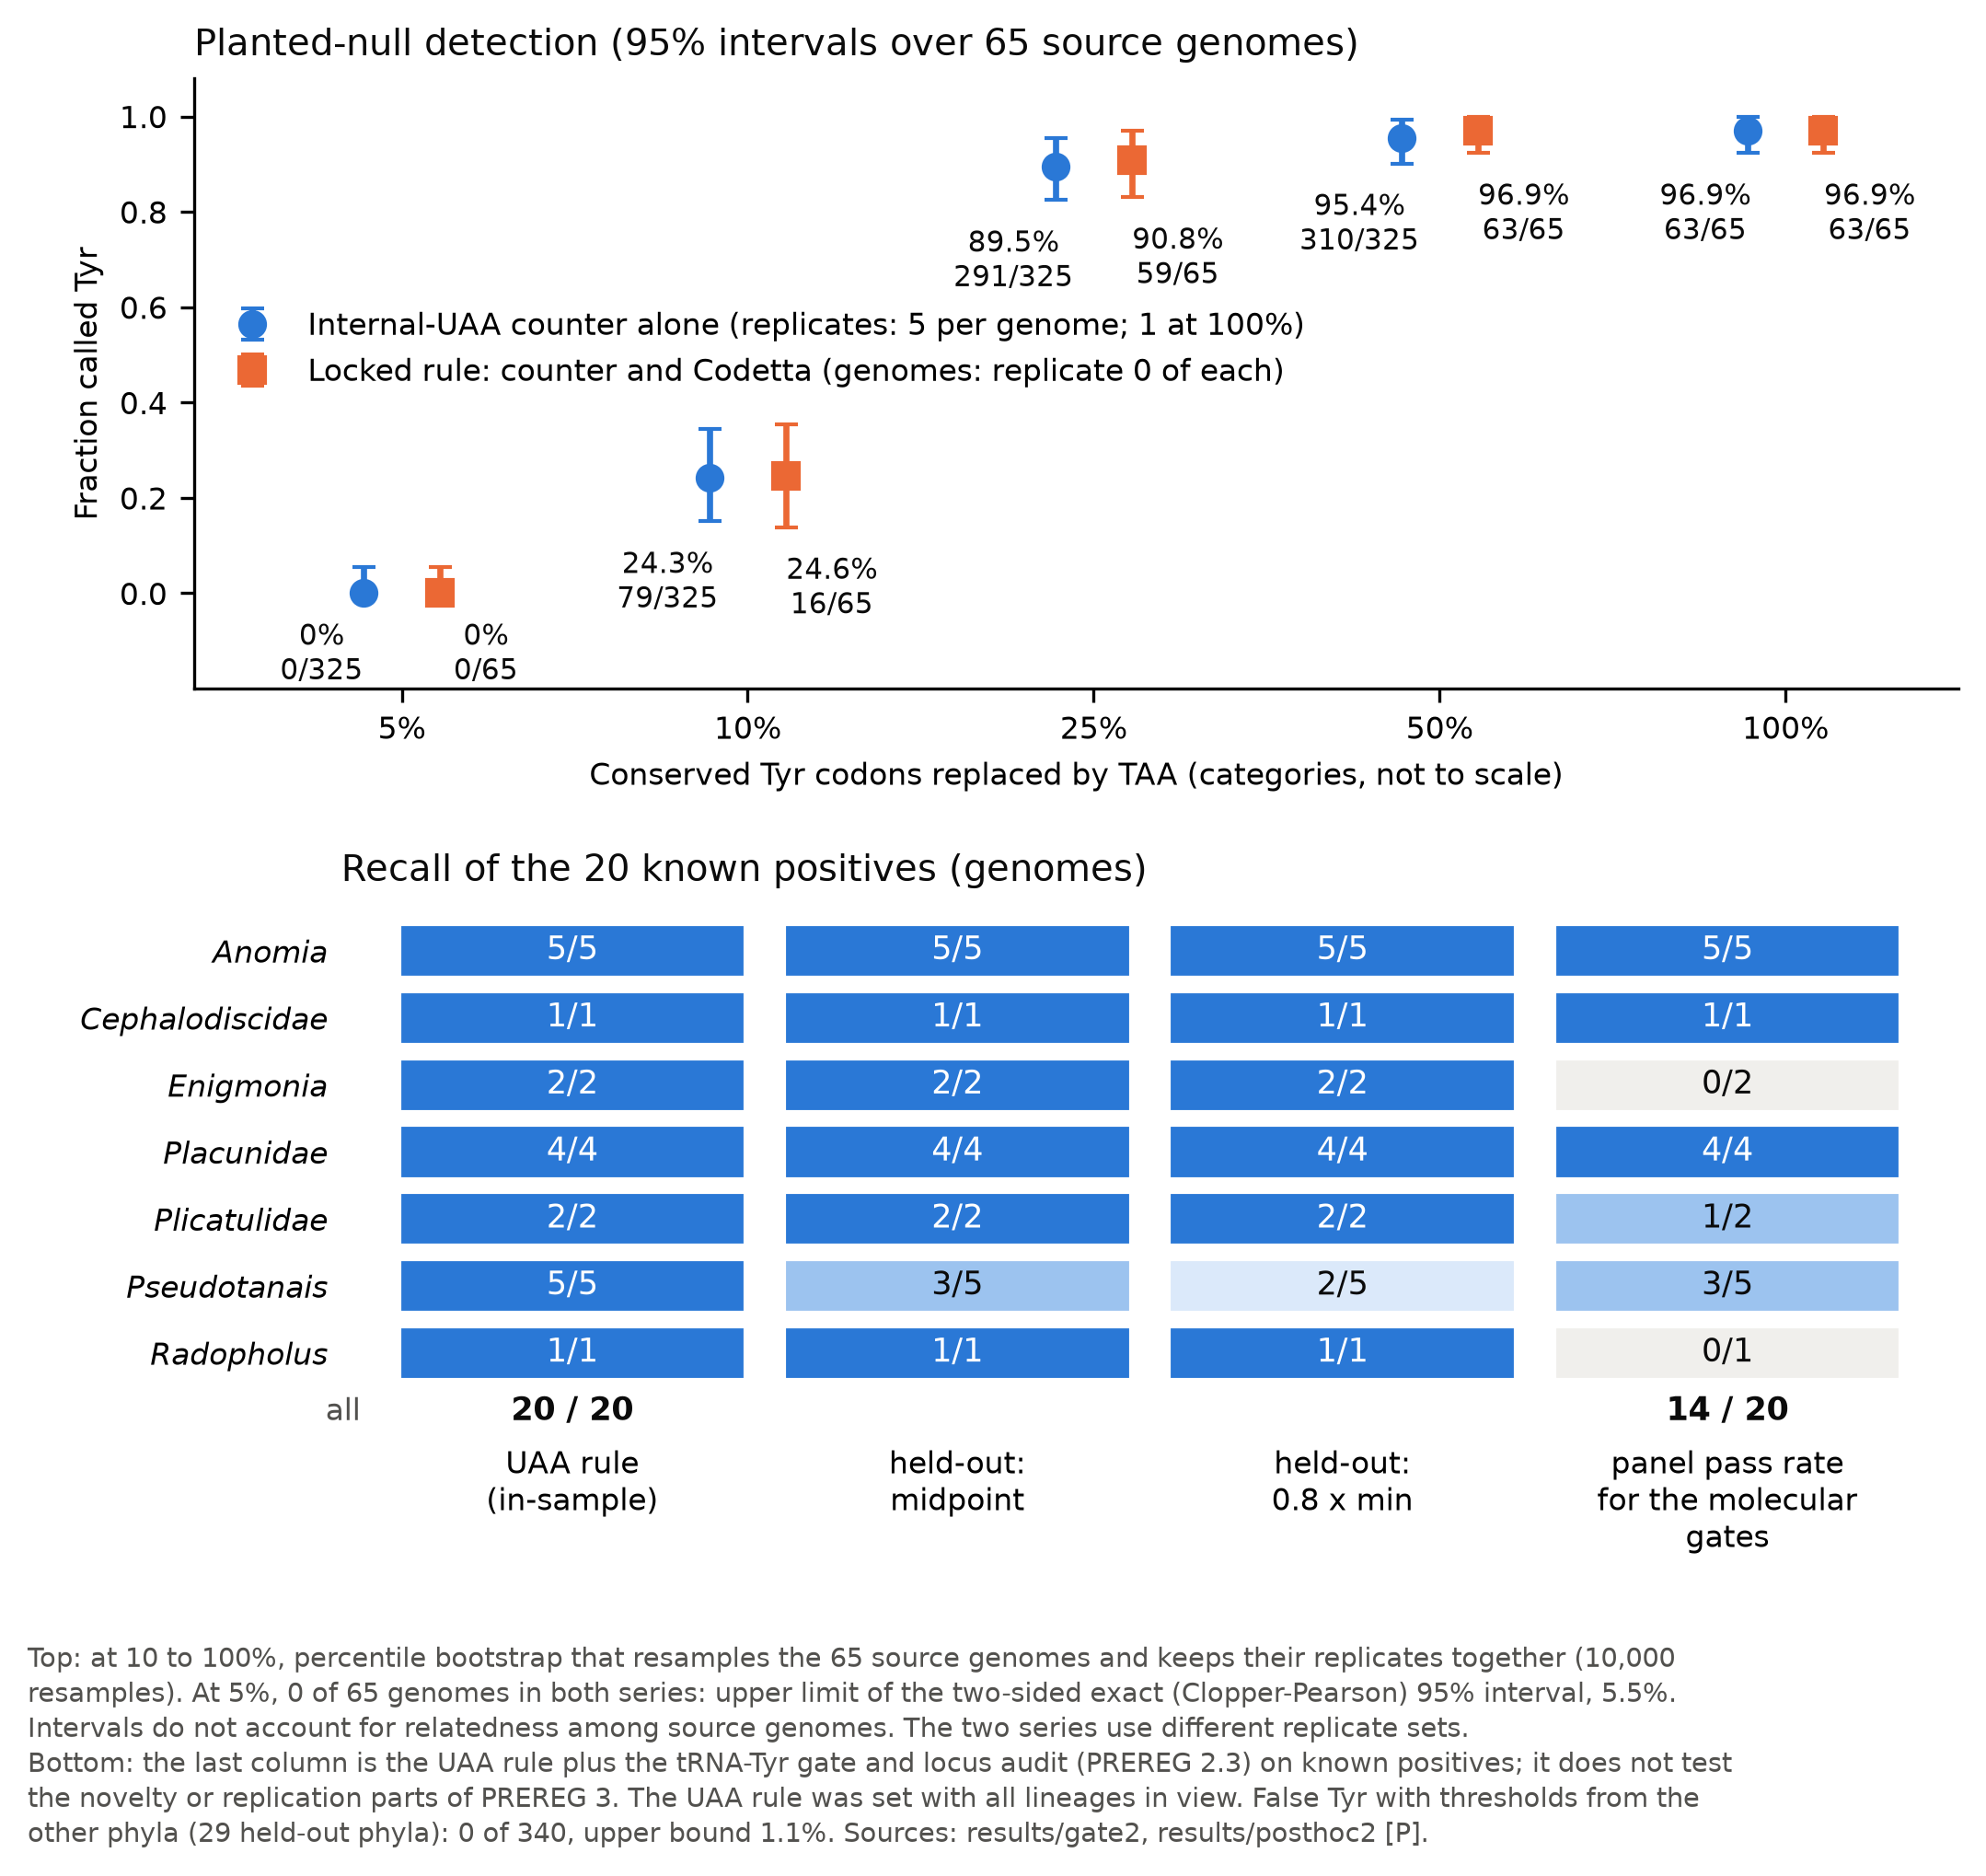 Planted-null detection (95% intervals over 65 source genomes)
Fraction called Tyr
1.0
0.8
0.6
0.4
0.2
0.0
Internal-UAA counter alone (replicates: 5 per genome; 1 at 100%)
Locked rule: counter and Codetta (genomes: replicate 0 of each)
0%
0/325
0%
0/65
24.3%
79/325
24.6%
16/65
89.5%
291/325
90.8%
59/65
95.4%
310/325
96.9%
63/65
96.9%
63/65
96.9%
63/65
5% 10% 25% 50% 100%
Conserved Tyr codons replaced by TAA (categories, not to scale)
Recall of the 20 known positives (genomes)
Anomia 5/5 5/5 5/5 5/5
Cephalodiscidae 1/1 1/1 1/1 1/1
Enigmonia 2/2 2/2 2/2 0/2
Placunidae 4/4 4/4 4/4 4/4
Plicatulidae 2/2 2/2 2/2 1/2
Pseudotanais 5/5 3/5 2/5 3/5
Radopholus 1/1 1/1 1/1 0/1
all 20 / 20 14 / 20
UAA rule
(in-sample)
held-out:
midpoint
held-out:
0.8 x min
panel pass rate
for the molecular
gates
Top: at 10 to 100%, percentile bootstrap that resamples the 65 source genomes and keeps their replicates together (10,000
resamples). At 5%, 0 of 65 genomes in both series: upper limit of the two-sided exact (Clopper-Pearson) 95% interval, 5.5%.
Intervals do not account for relatedness among source genomes. The two series use different replicate sets.
Bottom: the last column is the UAA rule plus the tRNA-Tyr gate and locus audit (PREREG 2.3) on known positives; it does not test
the novelty or replication parts of PREREG 3. The UAA rule was set with all lineages in view. False Tyr with thresholds from the
other phyla (29 held-out phyla): 0 of 340, upper bound 1.1%. Sources: results/gate2, results/posthoc2 [P].